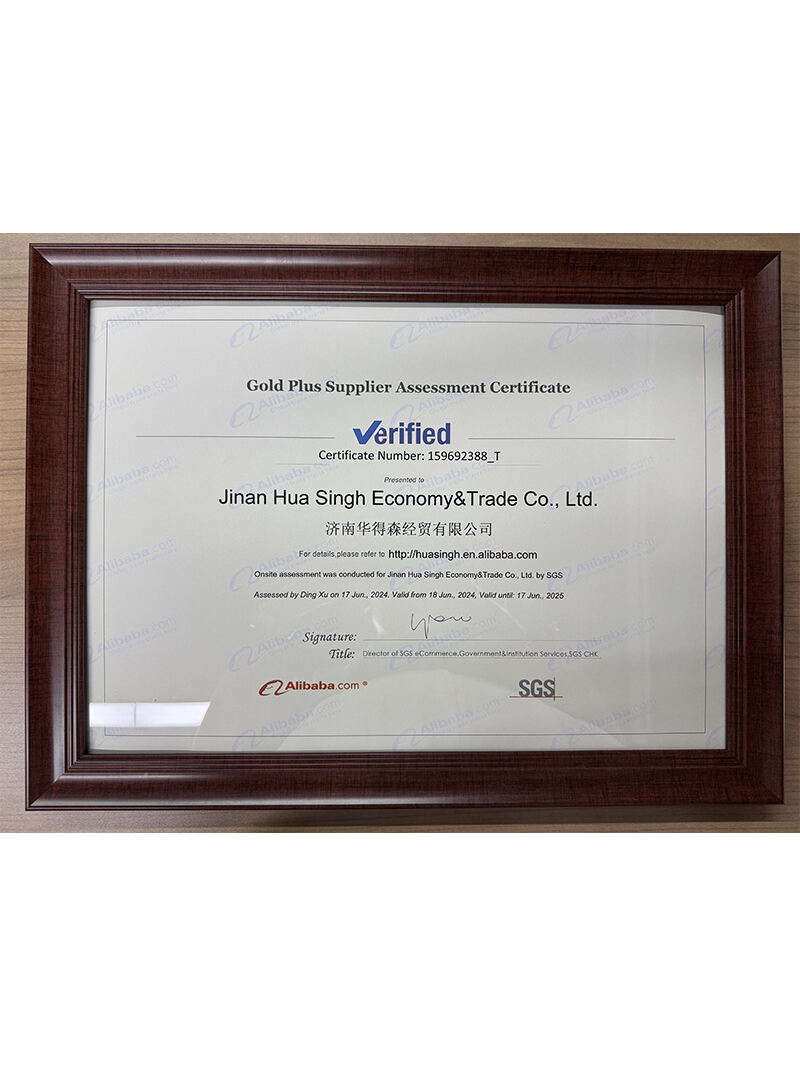 Gold Plus Supplier Assessment Certificate
Verified
Certificate Number: 159692388_T
Presented to
Jinan Hua Singh Economy&Trade Co., Ltd.
济南华得森经贸有限公司
For details,please refer to http://huasingh.en.alibaba.com
Onsite assessment was conducted for Jinan Hua Singh Economy&Trade Co., Ltd. by SGS
Assessed by Ding Xu on 17 Jun., 2024. Valid from 18 Jun., 2024, Valid until: 17 Jun., 2025
Signature:
Title: Director of SGS eCommerce,Government&Institution Services,SGS CHK
Alibaba.com ®
SGS